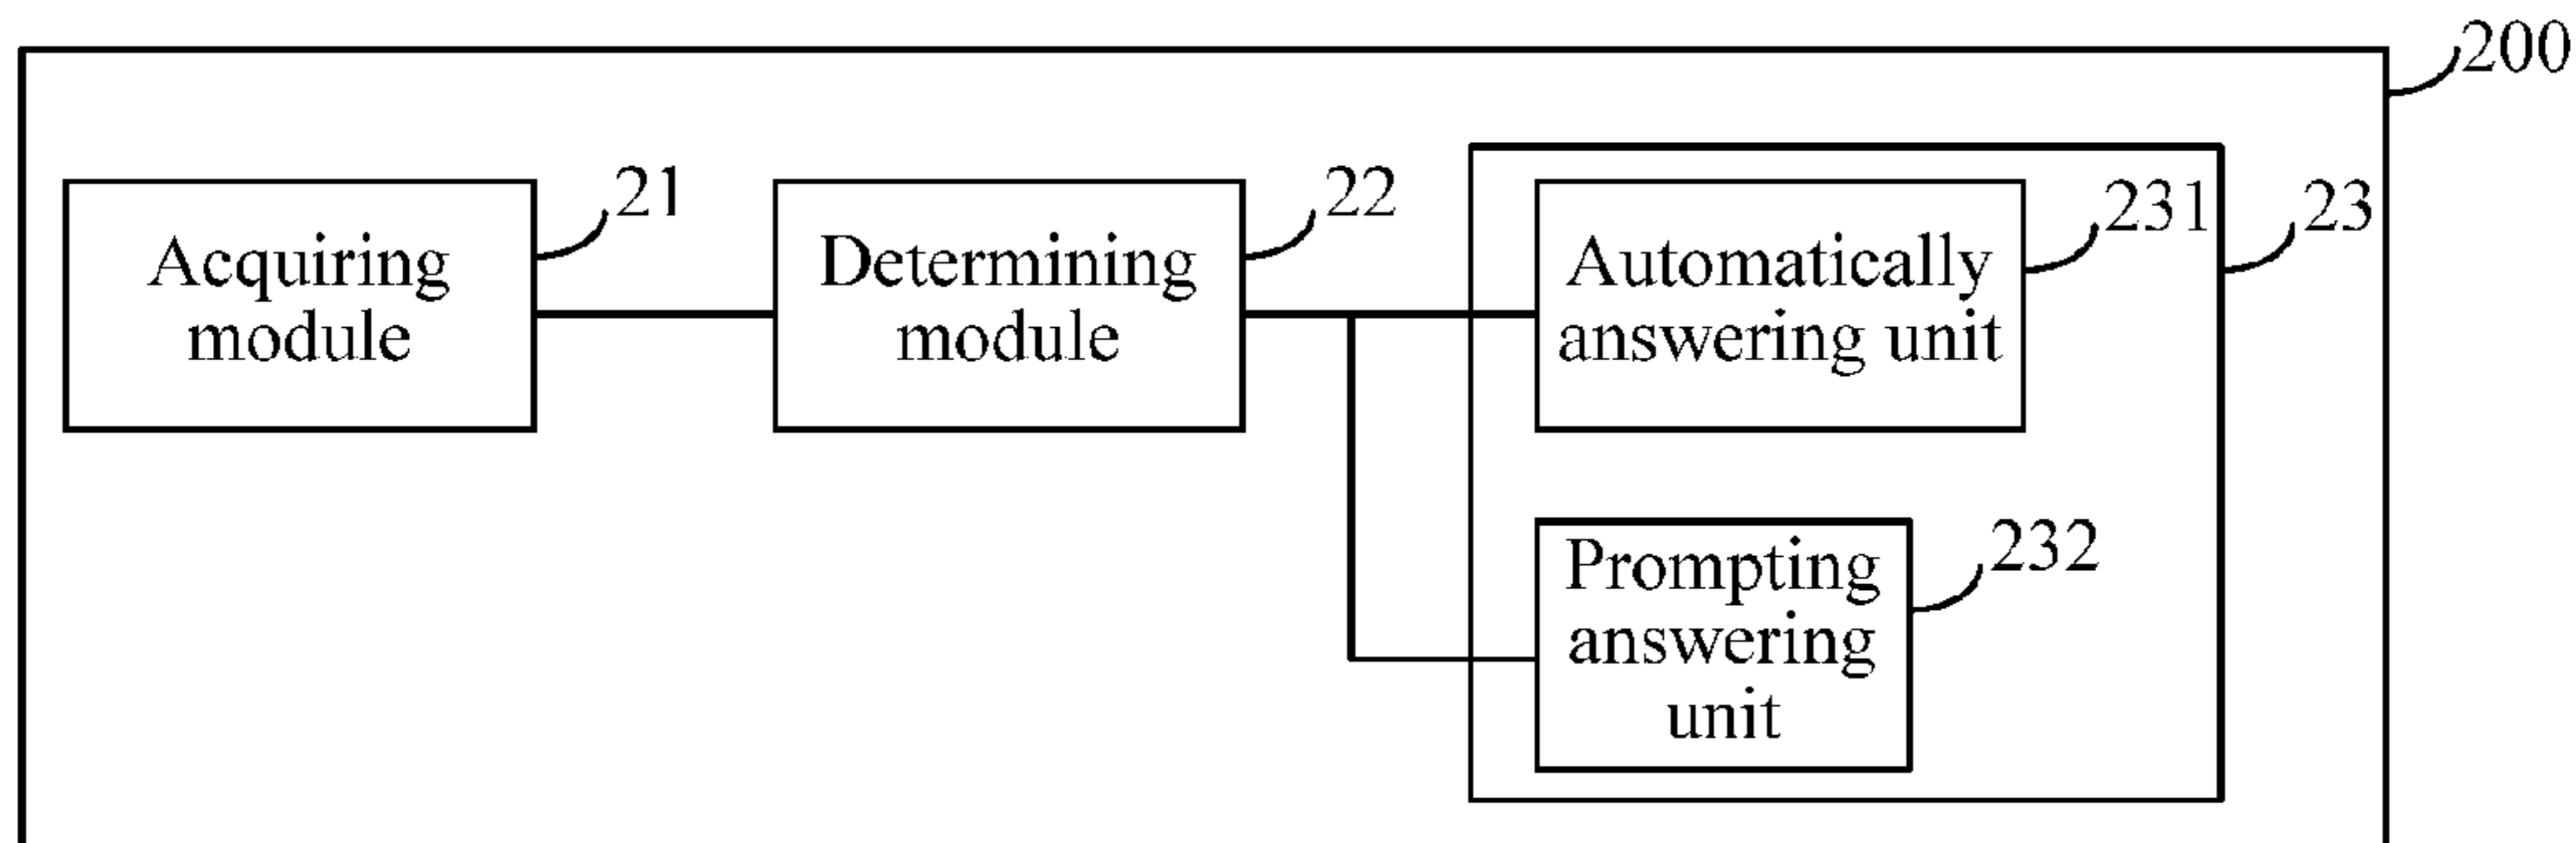 200
21
Acquiring
module
22
Determining
module
231
23
Automatically
answering unit
232
Prompting
answering
unit